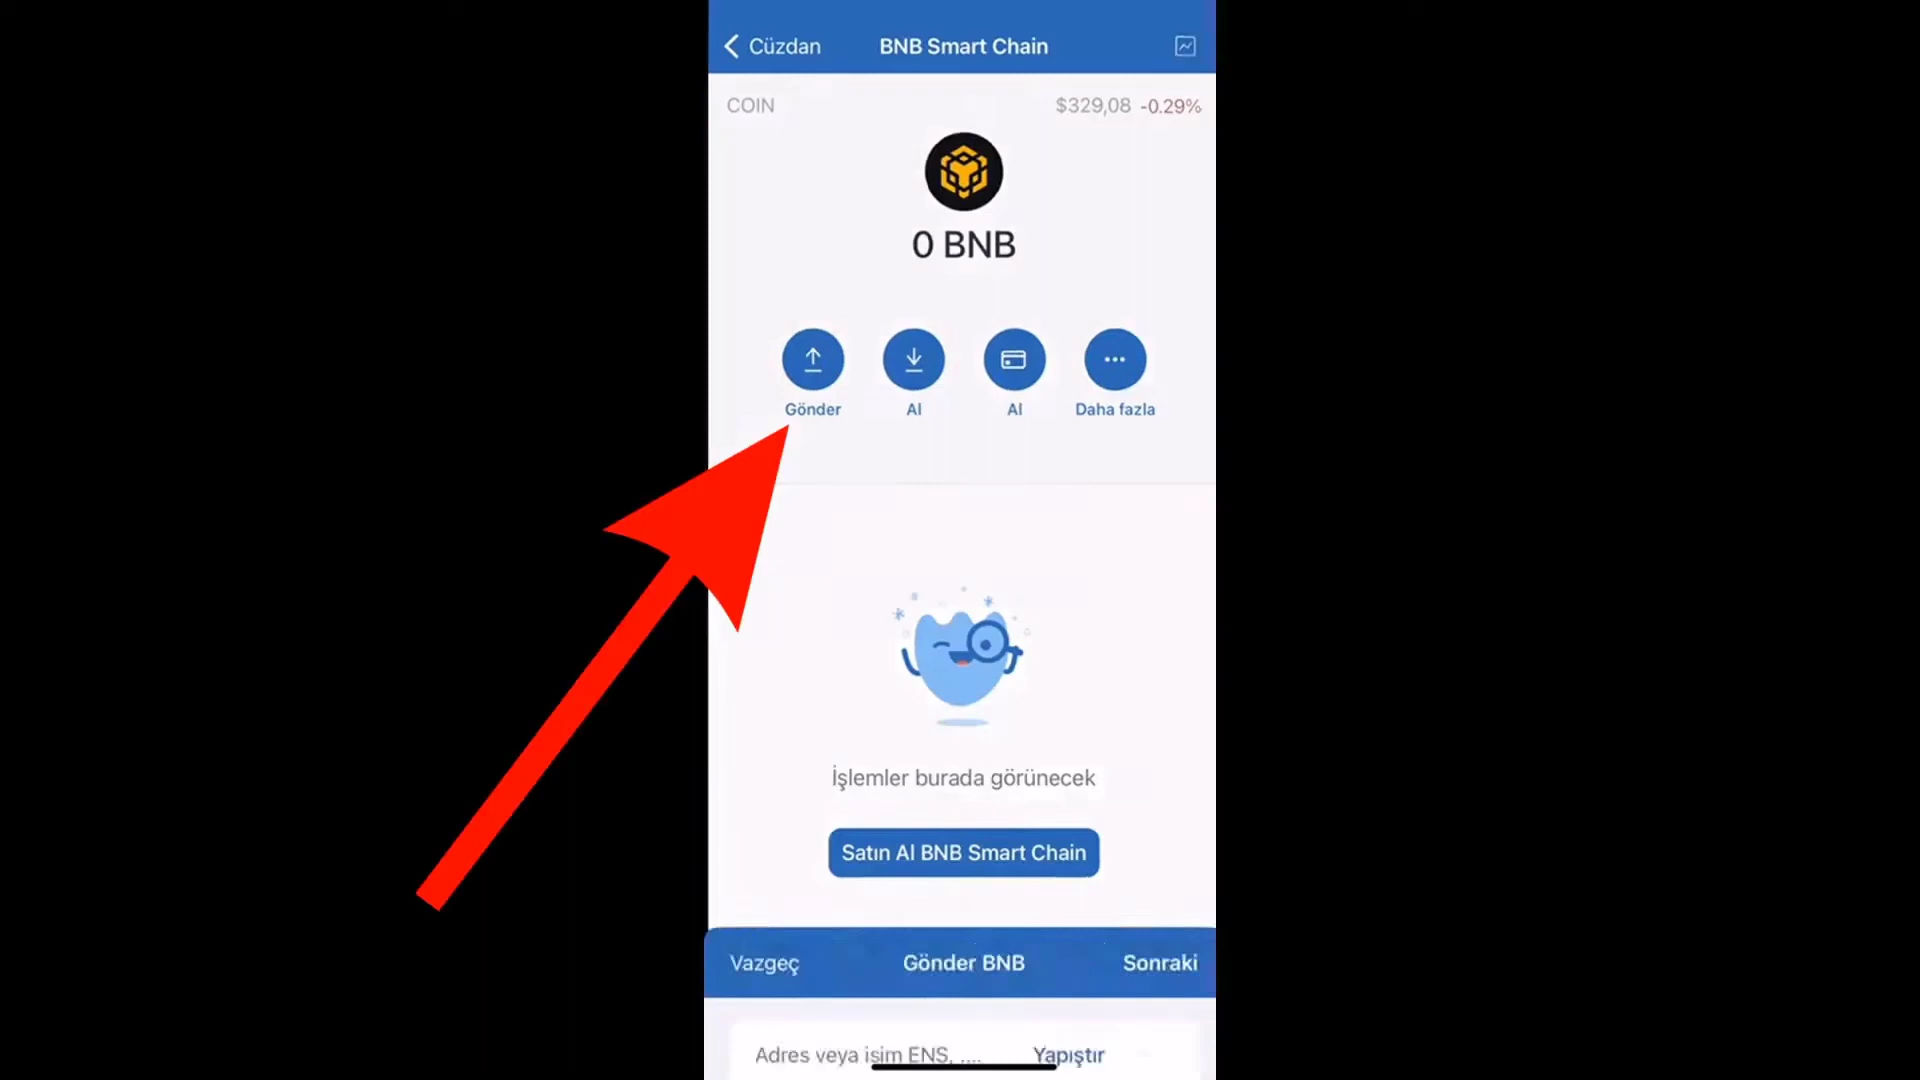 Cüzdan BNB Smart Chain
COIN $329,08 -0.29%
0 BNB
Gönder Al Al Daha fazla
İşlemler burada görünecek
Satın Al BNB Smart Chain
Vazgeç Gönder BNB Sonraki
Adres veya isim ENS, .... Yapıştır